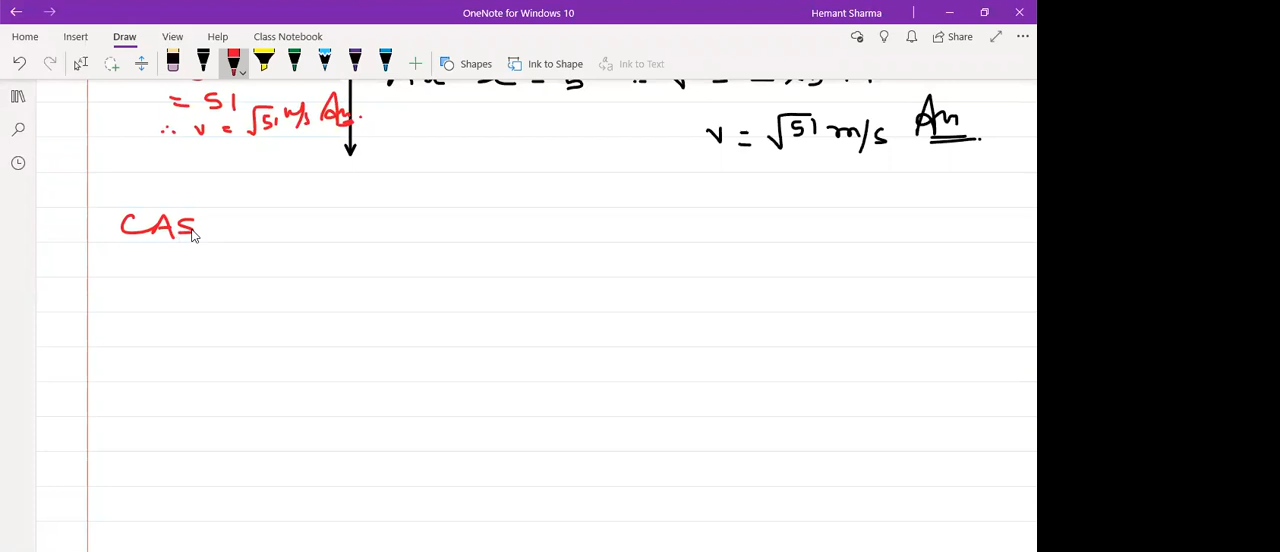 OneNote for Windows 10
Hemant Sharma
Home Insert Draw View Help Class Notebook
Share
Shapes Ink to Shape Ink to Text
= 51
∴ v = √51 m/s Ans.
v = √51 m/s Ans.
CAS